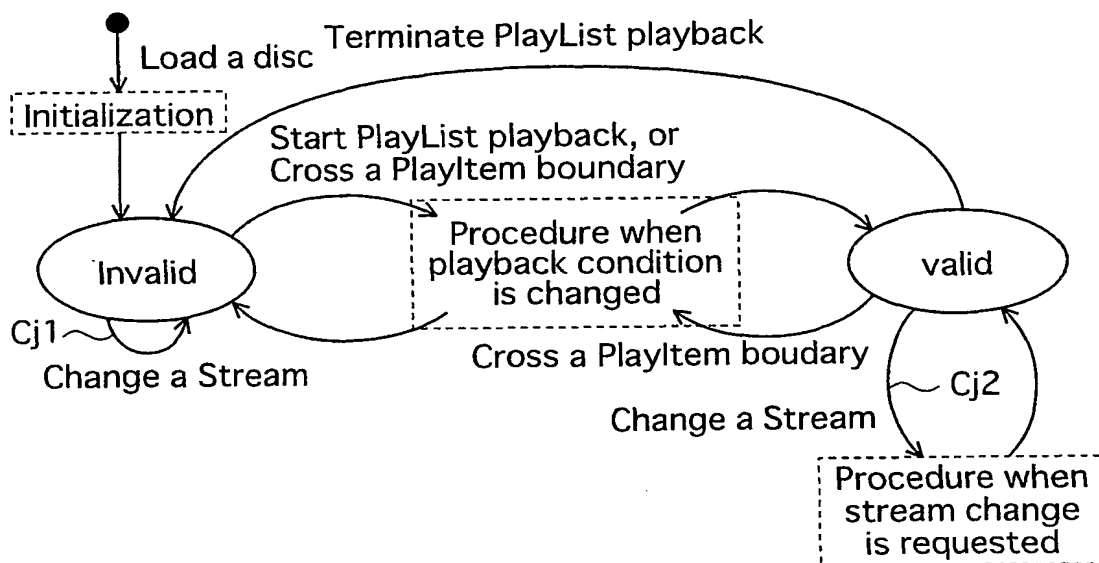 Terminate PlayList playback
Load a disc
Initialization
Start PlayList playback, or
Cross a PlayItem boundary
Procedure when
playback condition
is changed
Invalid
valid
Cj1
Change a Stream
Cross a PlayItem boudary
Cj2
Change a Stream
Procedure when
stream change
is requested